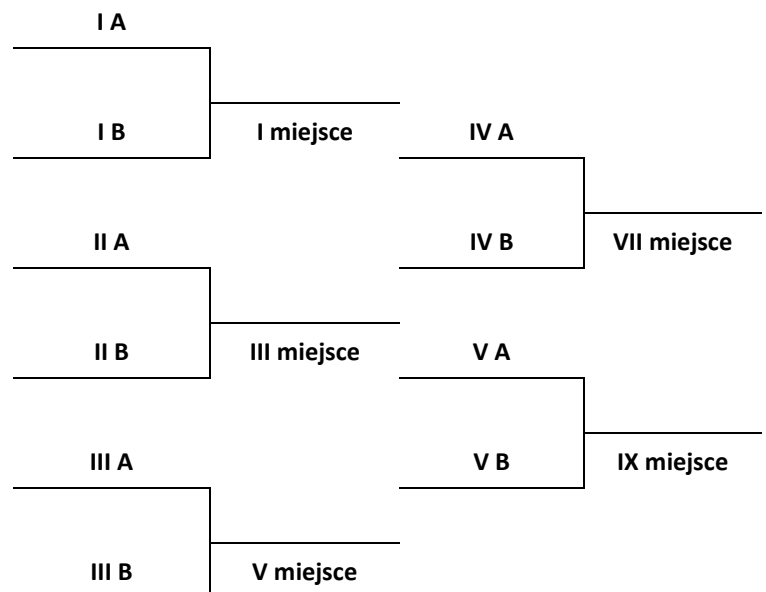 I A
I B
I miejsce
IV A
II A
IV B
VII miejsce
II B
III miejsce
V A
III A
V B
IX miejsce
III B
V miejsce